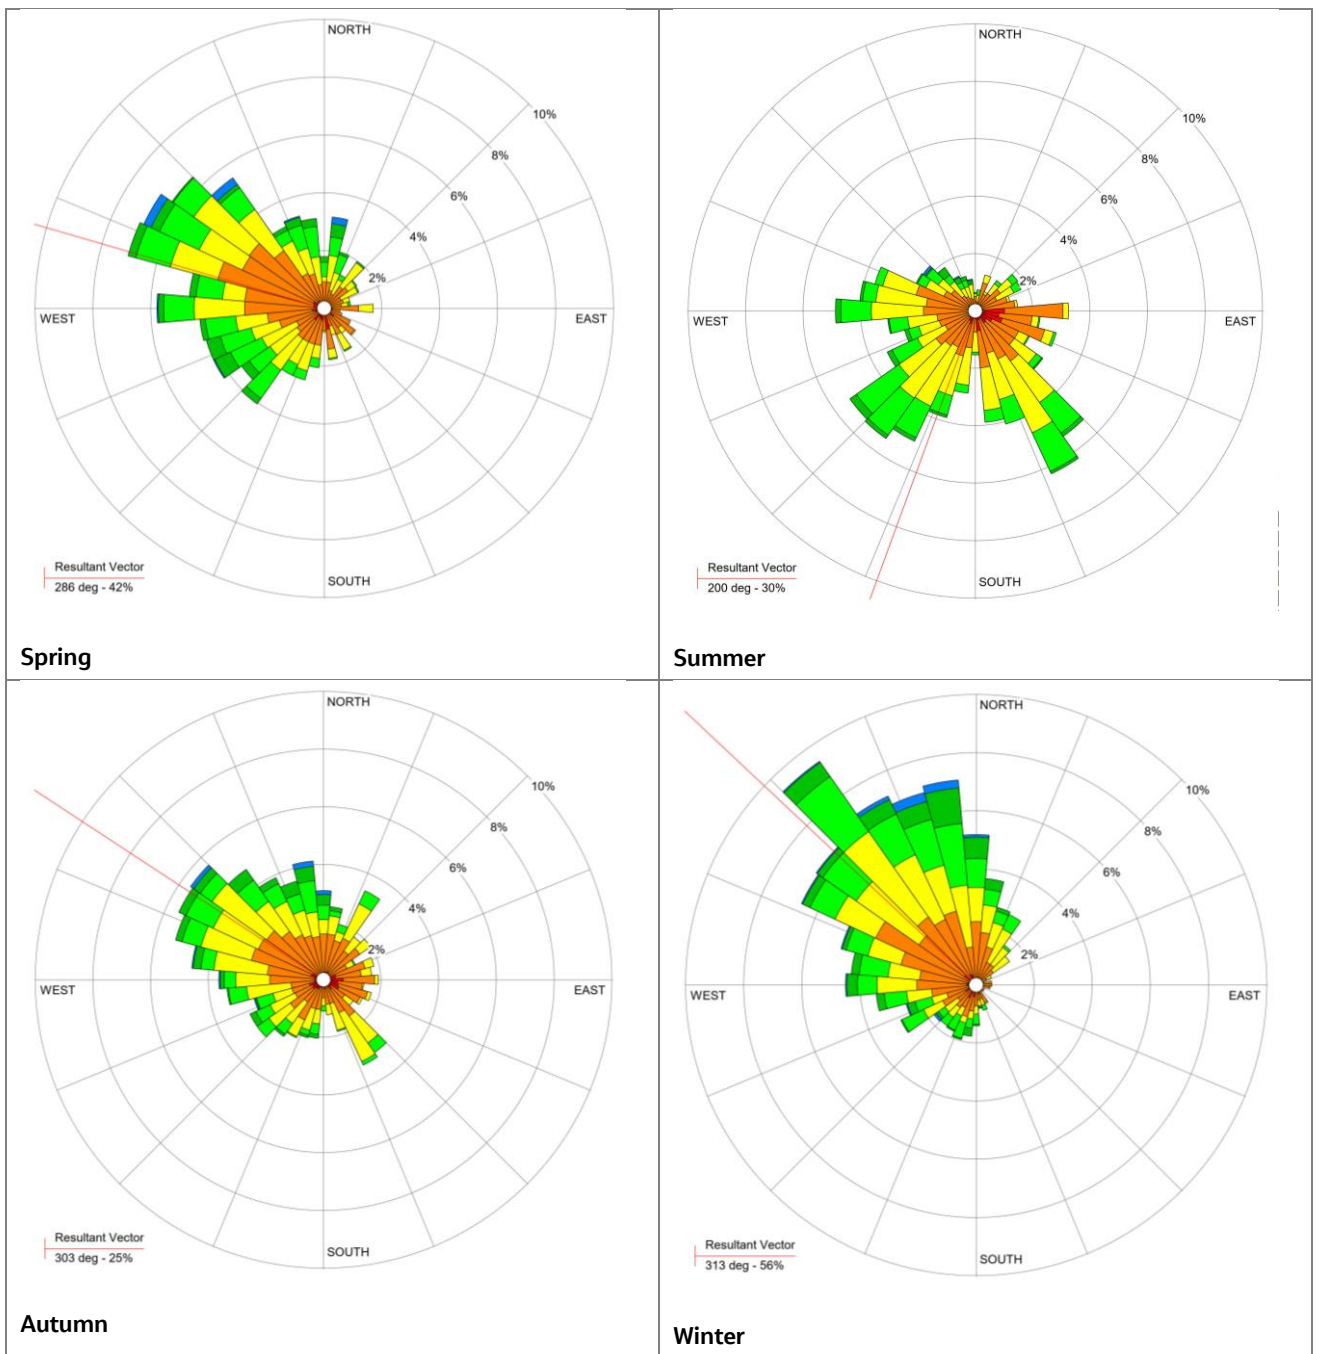 NORTH
10%
8%
6%
4%
2%
WEST
EAST
SOUTH
Resultant Vector
286 deg - 42%
Spring
NORTH
10%
8%
6%
4%
2%
WEST
EAST
SOUTH
Resultant Vector
200 deg - 30%
Summer
NORTH
10%
8%
6%
4%
2%
WEST
EAST
SOUTH
Resultant Vector
303 deg - 25%
Autumn
NORTH
10%
8%
6%
4%
2%
WEST
EAST
SOUTH
Resultant Vector
313 deg - 56%
Winter